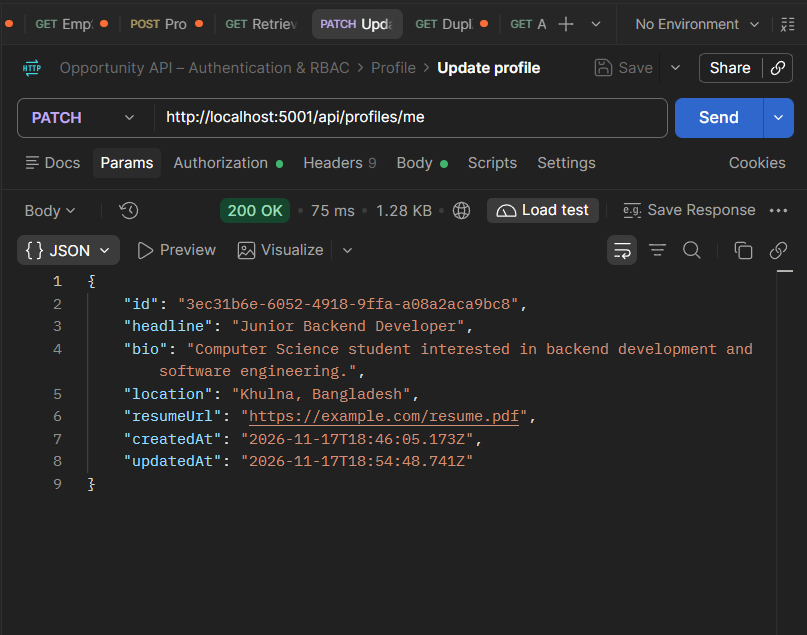 GET Emp POST Pro GET Retriev PATCH Upda GET Dupl GET A No Environment
HTTP Opportunity API – Authentication & RBAC > Profile > Update profile Save Share
PATCH http://localhost:5001/api/profiles/me Send
Docs Params Authorization Headers 9 Body Scripts Settings Cookies
Body 200 OK • 75 ms • 1.28 KB • Load test e.g. Save Response
{ } JSON Preview Visualize
1 {
2 "id": "3ec31b6e-6052-4918-9ffa-a08a2aca9bc8",
3 "headline": "Junior Backend Developer",
4 "bio": "Computer Science student interested in backend development and
software engineering.",
5 "location": "Khulna, Bangladesh",
6 "resumeUrl": "https://example.com/resume.pdf",
7 "createdAt": "2026-11-17T18:46:05.173Z",
8 "updatedAt": "2026-11-17T18:54:48.741Z"
9 }